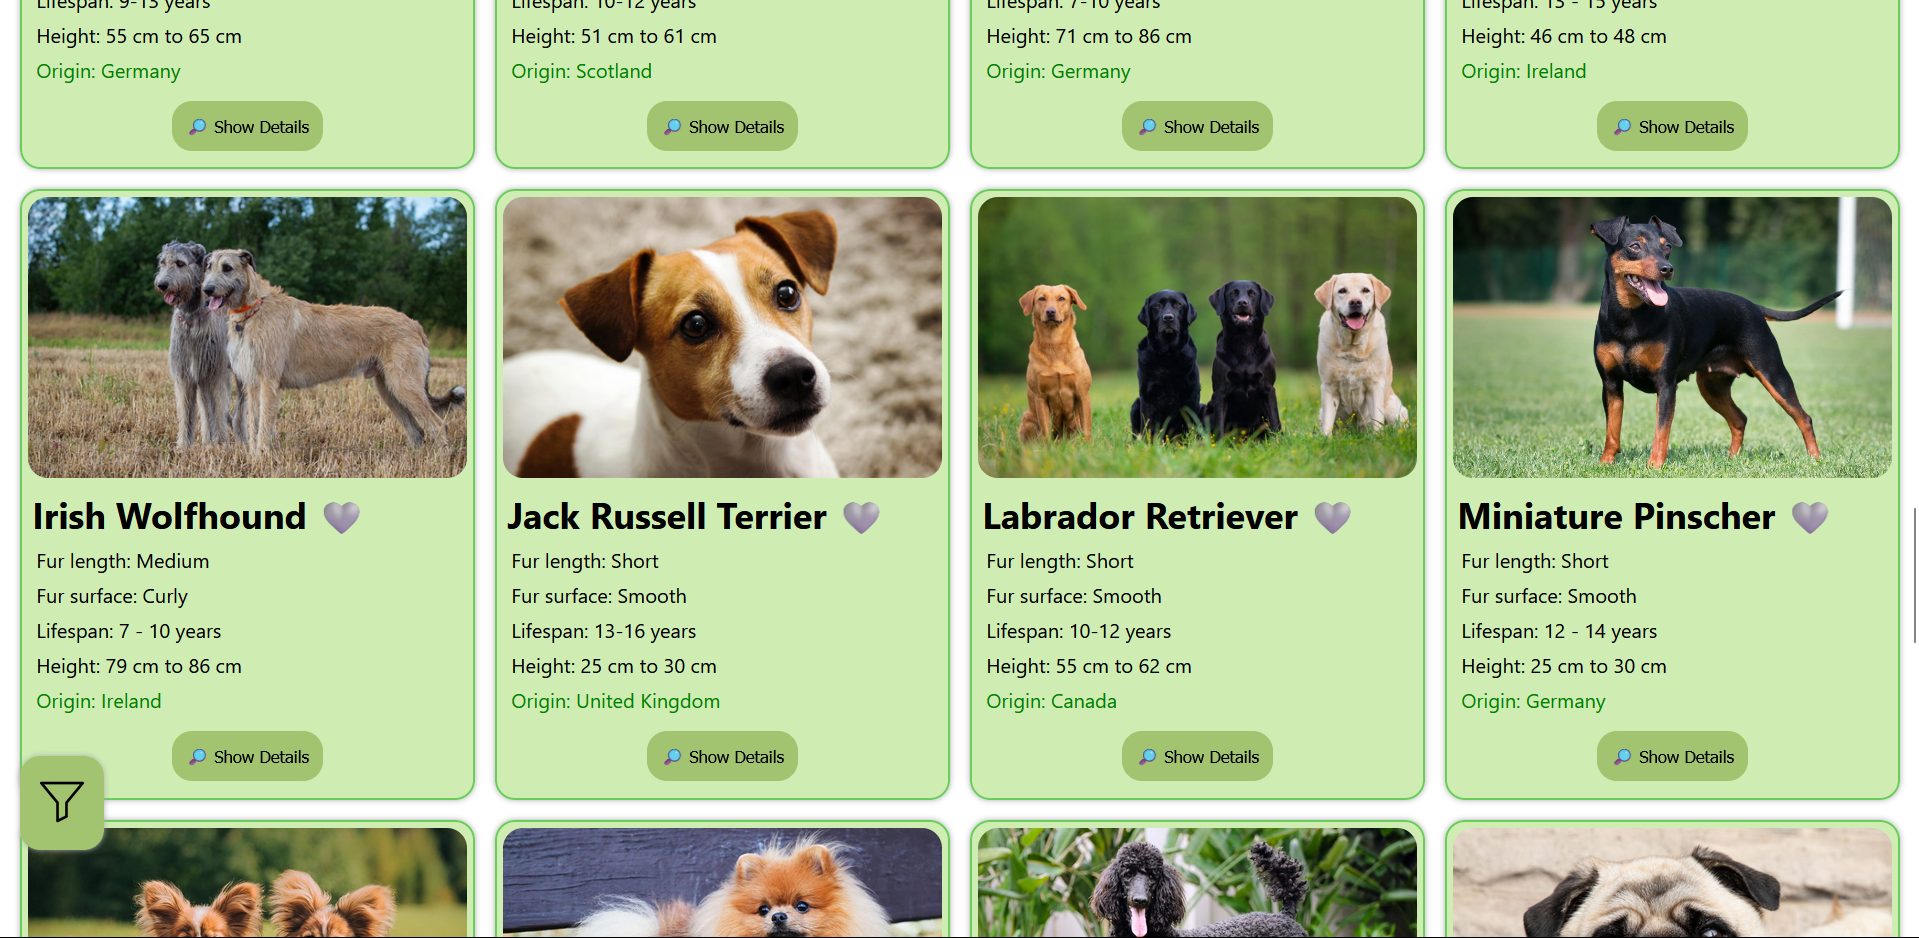 Lifespan: 9-13 years
Height: 55 cm to 65 cm
Origin: Germany
Show Details
Lifespan: 10-12 years
Height: 51 cm to 61 cm
Origin: Scotland
Show Details
Lifespan: 7-10 years
Height: 71 cm to 86 cm
Origin: Germany
Show Details
Lifespan: 13 - 15 years
Height: 46 cm to 48 cm
Origin: Ireland
Show Details
Irish Wolfhound
Fur length: Medium
Fur surface: Curly
Lifespan: 7 - 10 years
Height: 79 cm to 86 cm
Origin: Ireland
Show Details
Jack Russell Terrier
Fur length: Short
Fur surface: Smooth
Lifespan: 13-16 years
Height: 25 cm to 30 cm
Origin: United Kingdom
Show Details
Labrador Retriever
Fur length: Short
Fur surface: Smooth
Lifespan: 10-12 years
Height: 55 cm to 62 cm
Origin: Canada
Show Details
Miniature Pinscher
Fur length: Short
Fur surface: Smooth
Lifespan: 12 - 14 years
Height: 25 cm to 30 cm
Origin: Germany
Show Details